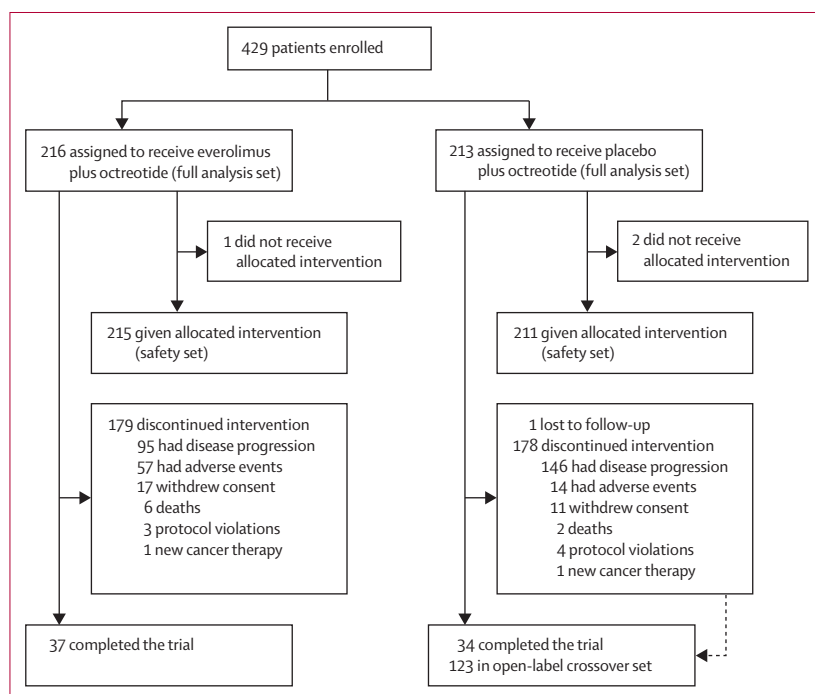 429 patients enrolled
216 assigned to receive everolimus
plus octreotide (full analysis set)
213 assigned to receive placebo
plus octreotide (full analysis set)
1 did not receive
allocated intervention
2 did not receive
allocated intervention
215 given allocated intervention
(safety set)
211 given allocated intervention
(safety set)
179 discontinued intervention
95 had disease progression
57 had adverse events
17 withdrew consent
6 deaths
3 protocol violations
1 new cancer therapy
1 lost to follow-up
178 discontinued intervention
146 had disease progression
14 had adverse events
11 withdrew consent
2 deaths
4 protocol violations
1 new cancer therapy
37 completed the trial
34 completed the trial
123 in open-label crossover set